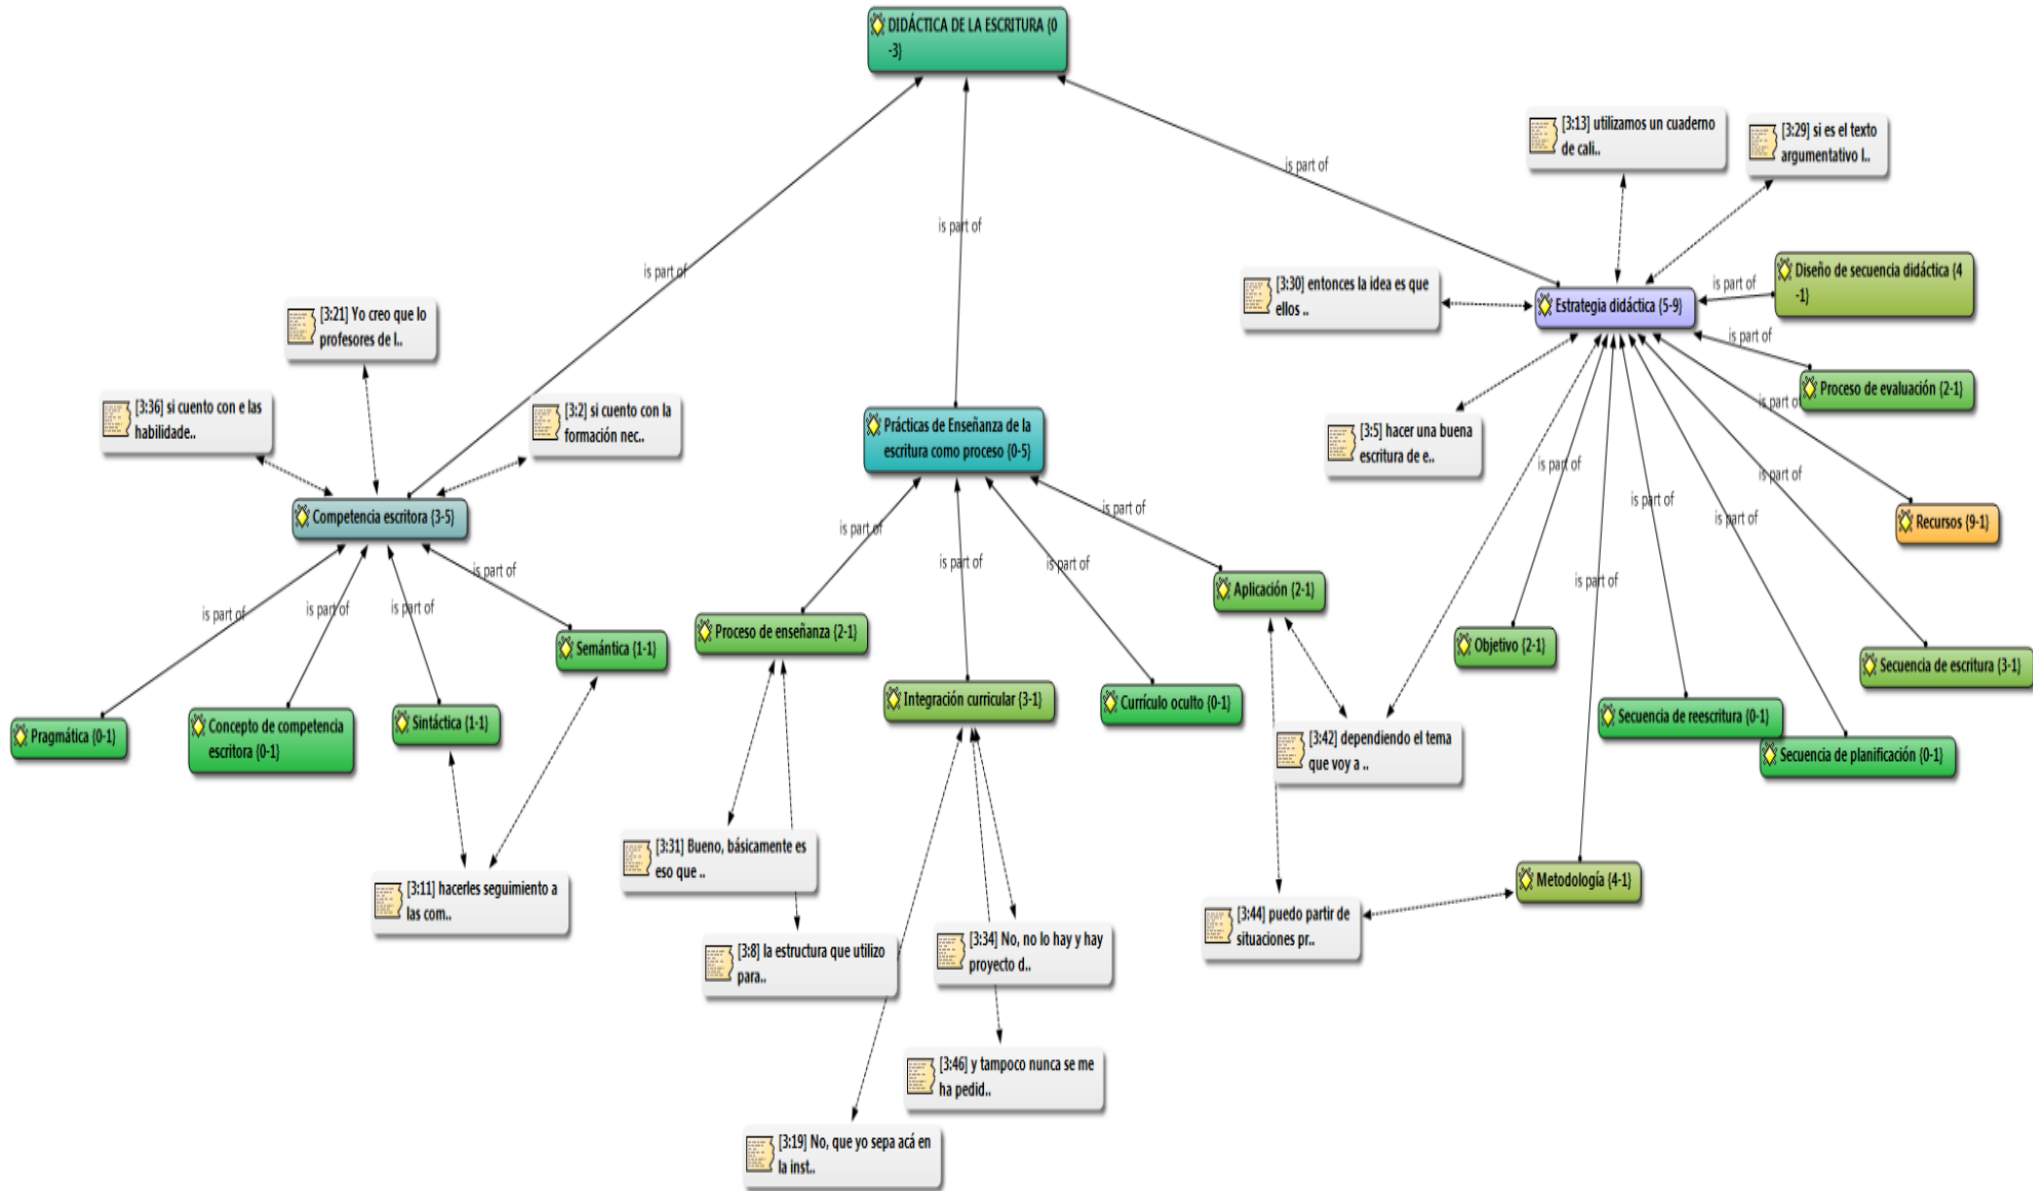 DIDÁCTICA DE LA ESCRITURA {0
-3}
[3:13] utilizamos un cuaderno
de cali..
[3:29] si es el texto
argumentativo l..
is part of
is part of
is part of
[3:30] entonces la idea es que
ellos ..
Diseño de secuencia didáctica {4
-1}
is part of
Estrategia didáctica {5-9}
[3:21] Yo creo que lo
profesores de l..
is part of
Proceso de evaluación {2-1}
is part of
[3:36] si cuento con e las
habilidade..
[3:2] si cuento con la
formación nec..
Prácticas de Enseñanza de la
escritura como proceso {0-5}
[3:5] hacer una buena
escritura de e..
is part of
is part of
is part of
is part of
is part of
Competencia escritora {3-5}
Recursos {9-1}
is part of
is part of
is part of
is part of
is part of
is part of
is part of
is part of
Aplicación {2-1}
Proceso de enseñanza {2-1}
Semántica {1-1}
Objetivo {2-1}
Secuencia de escritura {3-1}
Integración curricular {3-1}
Currículo oculto {0-1}
Secuencia de reescritura {0-1}
Pragmática {0-1}
Concepto de competencia
escritora {0-1}
Sintáctica {1-1}
[3:42] dependiendo el tema
que voy a ..
Secuencia de planificación {0-1}
[3:31] Bueno, básicamente es
eso que ..
[3:11] hacerles seguimiento a
las com..
Metodología {4-1}
[3:44] puedo partir de
situaciones pr..
[3:8] la estructura que utilizo
para..
[3:34] No, no lo hay y hay
proyecto d..
[3:46] y tampoco nunca se me
ha pedid..
[3:19] No, que yo sepa acá en
la inst..